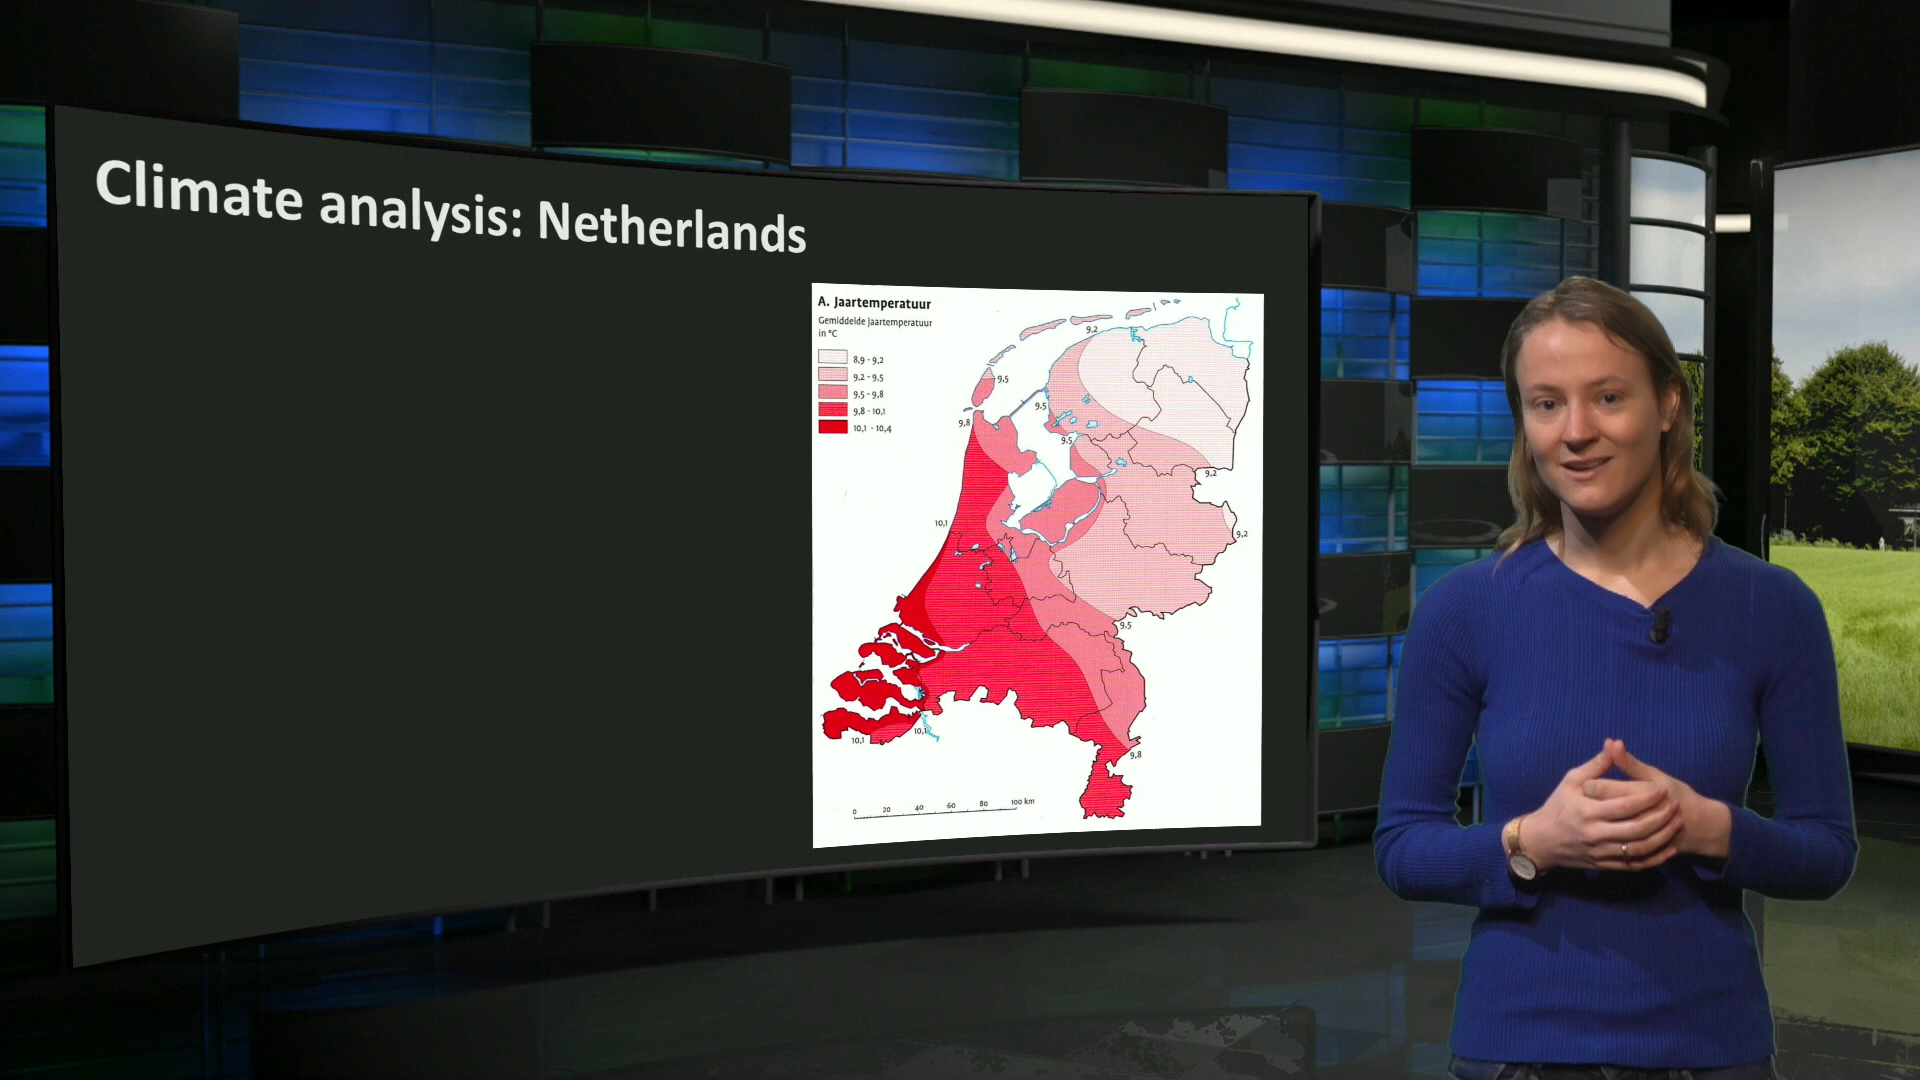 Climate analysis: Netherlands
A. Jaartemperatuur
Gemiddelde jaartemperatuur
in °C
8,9 - 9,2
9,2 - 9,5
9,5 - 9,8
9,8 - 10,1
10,1 - 10,4
9.2
9.5
9.5
9.8
9.5
9.2
10,1
9,2
9.5
10,1
10,1
9,8
0 20 40 60 80 100 km